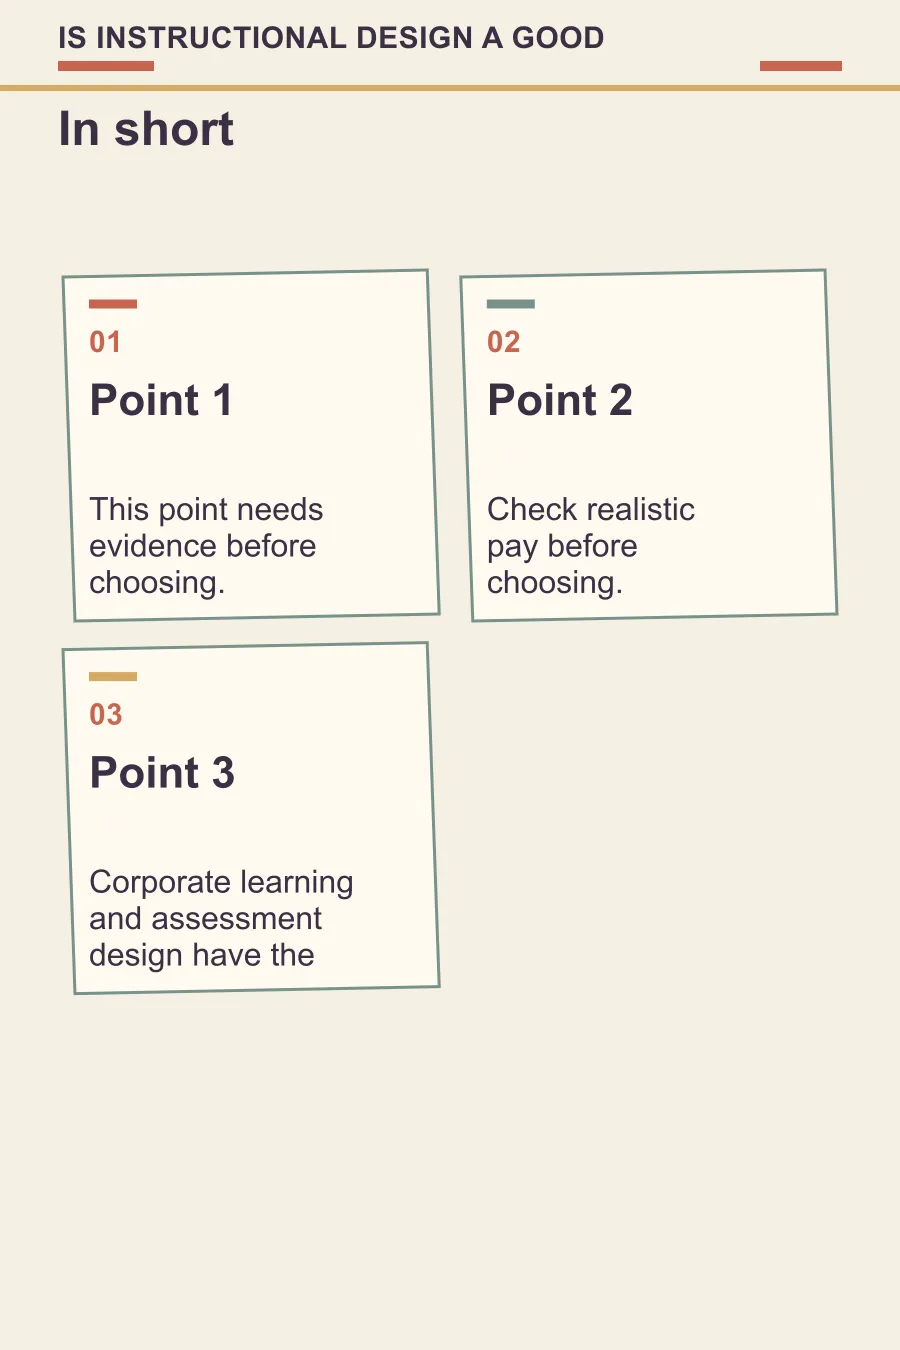 IS INSTRUCTIONAL DESIGN A GOOD
In short
01
Point 1
This point needs
evidence before
choosing.
02
Point 2
Check realistic
pay before
choosing.
03
Point 3
Corporate learning
and assessment
design have the